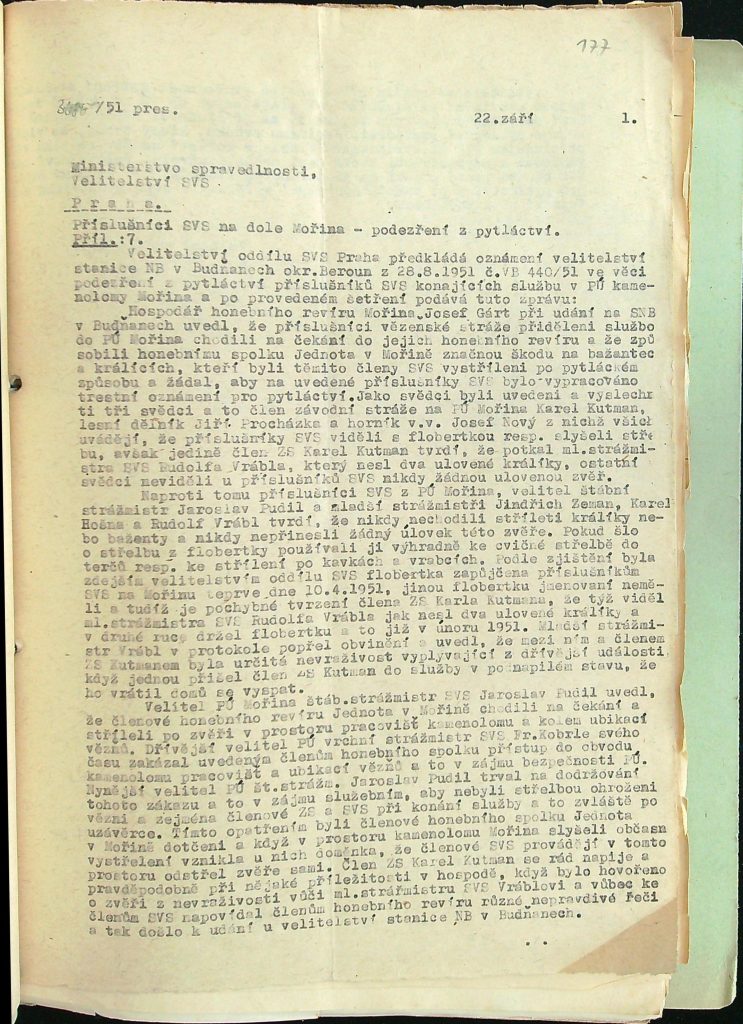 177
/51 pres.
22.září 1.
Ministerstvo spravedlnosti,
Velitelství SVS
Praha.
Příslušníci SVS na dole Mořina - podezření z pytláctví.
Příl.:7.
Velitelství oddílu SVS Praha předkládá oznámení velitelství
stanice NB v Budňanech okr.Beroun z 28.8.1951 č.VB 440/51 ve věci
podezření z pytláctví příslušníků SVS konajících službu v PÚ kame-
nolomy Mořina a po provedeném šetření podává tuto zprávu:
Hospodář honebního revíru Mořina Josef Gárt při udání na SNB
v Budňanech uvedl, že příslušníci vězenské stráže přiděleni službo
do PÚ Mořina chodili na čekání do jejich honebního revíru a že způ
sobili honebnímu spolku Jednota v Mořině značnou škodu na bažantec
a králících, kteří byli těmito členy SVS vystříleni po pytláckém
způsobu a žádal, aby na uvedené příslušníky SVS bylo vypracováno
trestní oznámení pro pytláctví.Jako svědci byli uvedeni a vyslech
ti tři svědci a to člen závodní stráže na PÚ Mořina Karel Kutman,
lesní dělník Jiří Procházka a horník v.v. Josef Nový z nichž všich
uvádějí, že příslušníky SVS viděli s flobertkou resp. slyšeli stře
bu, avšak jedině člen ZS Karel Kutman tvrdí, že potkal ml.strážmi-
stra SVS Rudolfa Vrábla, který nesl dva ulovené králíky, ostatní
svědci neviděli u příslušníků SVS nikdy žádnou ulovenou zvěř.
Naproti tomu příslušníci SVS z PÚ Mořina, velitel štábní
strážmistr Jaroslav Pudil a mladší strážmistři Jindřich Zeman, Karel
Hošna a Rudolf Vrábl tvrdí, že nikdy nechodili stříleti králíky ne-
bo bažanty a nikdy nepřinesli žádný úlovek této zvěře. Pokud šlo
o střelbu z flobertky používali ji výhradně ke cvičné střelbě do
terčů resp. ke střílení po kavkách a vrabcích. Podle zjištění byla
zdejším velitelstvím oddílu SVS flobertka zapůjčena příslušníkům
SVS na Mořinu teprve dne 10.4.1951, jinou flobertku jmenovaní nemě-
li a tudíž je pochybné tvrzení člena ZS Karla Kutmana, že týž viděl
ml.strážmistra SVS Rudolfa Vrábla jak nesl dva ulovené králíky a
v druhé ruce držel flobertku a to již v únoru 1951. Mladší strážmi-
str Vrábl v protokole popřel obvinění a uvedl, že mezi ním a členem
ZS Kutmanem byla určitá nevraživost vyplývající z dřívější události
když jednou přišel člen ZS Kutman do služby v podnapilém stavu, že
ho vrátil domů se vyspat.
Velitel PÚ Mořina štáb.strážmistr SVS Jaroslav Pudil uvedl,
že členové honebního revíru Jednota v Mořině chodili na čekání a
stříleli po zvěři v prostoru pracovišt kamenolomu a kolem ubikací
vězňů. Dřívější velitel PÚ vrchní strážmistr SVS Fr.Kobrle svého
času zakázal uvedeným členům honebního spolku přístup do obvodu
kamenolomu pracovišt a ubikací vězňů a to v zájmu bezpečnosti PÚ.
Nynější velitel PÚ št.strážm. Jaroslav Pudil trval na dodržování
tohoto zákazu a to v zájmu služebním, aby nebyli střelbou ohroženi
vězni a zejména členové ZS a SVS při konání služby a to zvláště po
uzávěrce. Tímto opatřením byli členové honebního spolku Jednota
v Mořině dotčeni a když v prostoru kamenolomu Mořina slyšeli občasn
vystřelení vznikla u nich domněnka, že členové SVS provádějí v tomto
prostoru odstřel zvěře sami. Člen ZS Karel Kutman se rád napije a
pravděpodobně při nějaké příležitosti v hospodě, když bylo hovořeno
o zvěři z nevraživosti vůči ml.strážmistru SVS Vráblovi a vůbec ke
členům SVS napovídal členům honebního revíru různé nepravdivé řeči
a tak došlo k udání u velitelství stanice NB v Budňanech.
. .